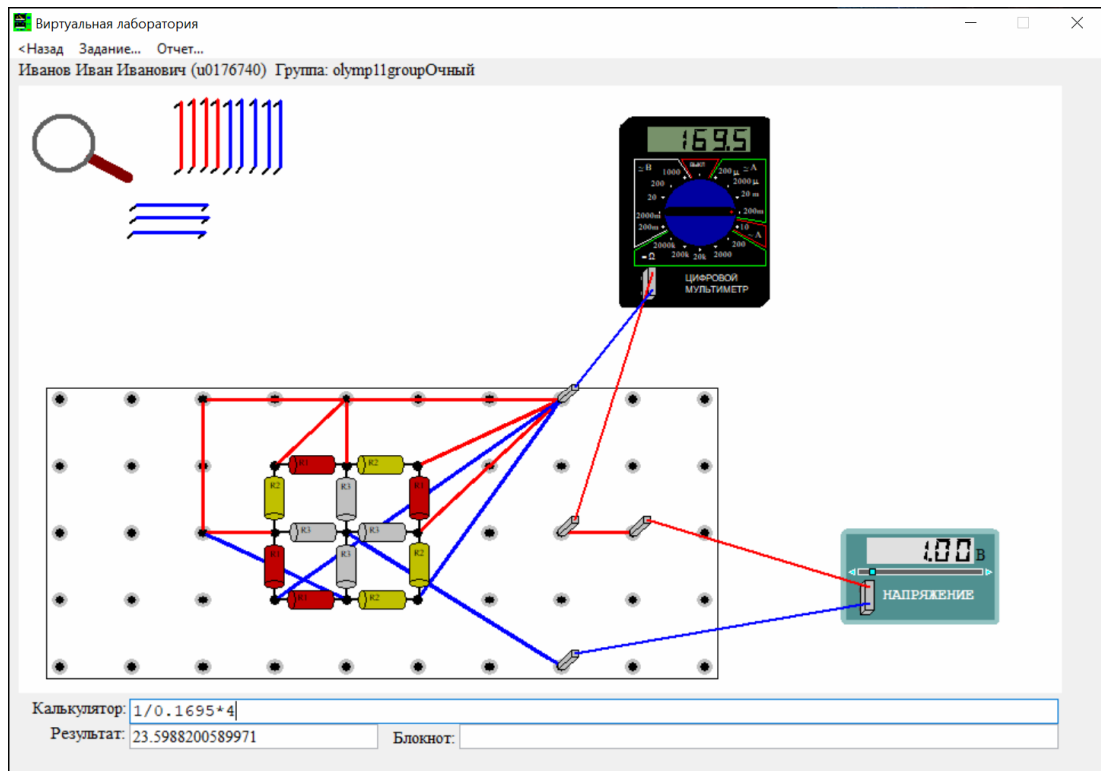 Виртуальная лаборатория
<Назад Задание... Отчет...
Иванов Иван Иванович (u0176740) Группа: olymp11groupОчный
169.5
≃В
1000
200
20
2000m
200m
ВЫКЛ
200 μ ≃A
2000 μ
20 m
200m
10
~A
200
2000
20k
200k
2000k
Ω
ЦИФРОВОЙ
МУЛЬТИМЕТР
R1 R2
R2 R3 R1
R3 R3
R1 R3 R2
R1 R2
1.00 В
НАПРЯЖЕНИЕ
Калькулятор: 1/0.1695*4
Результат: 23.5988200589971 Блокнот: